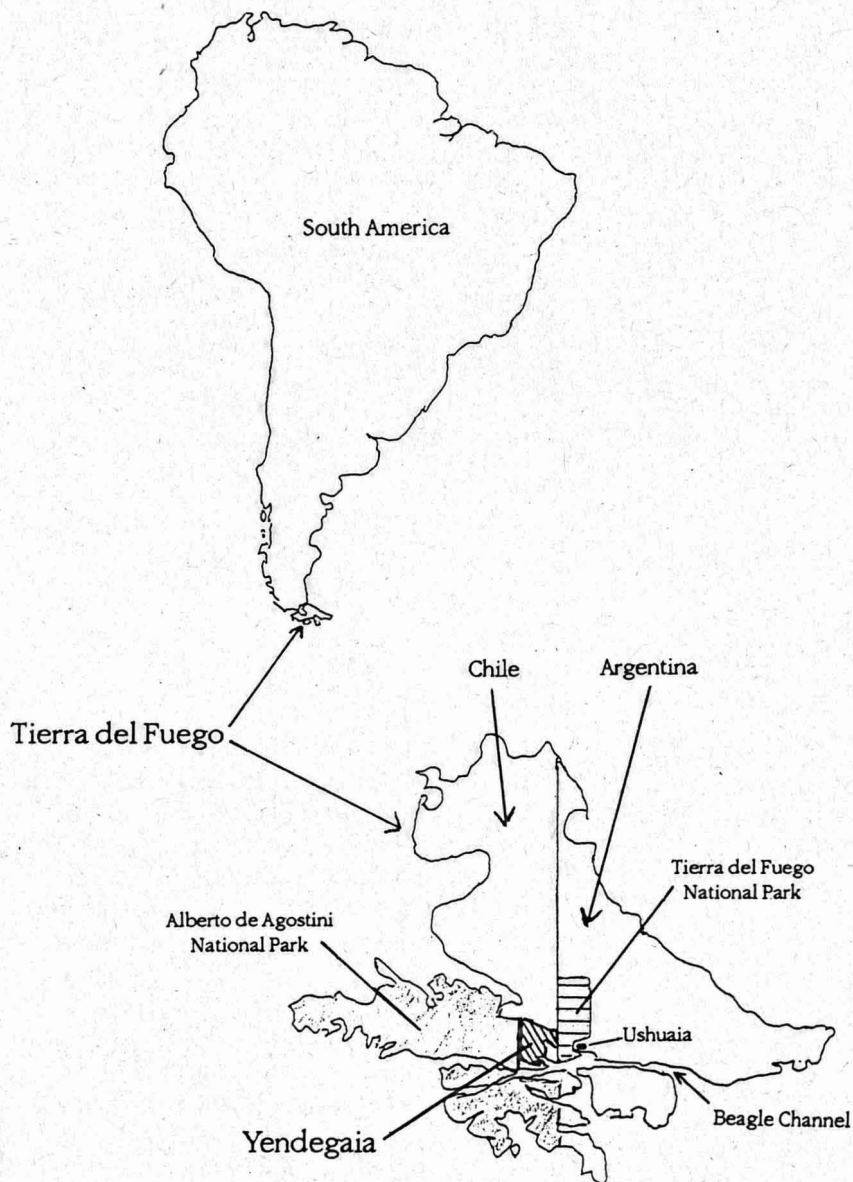 South America
Chile
Argentina
Tierra del Fuego
Tierra del Fuego
National Park
Alberto de Agostini
National Park
Ushuaia
Beagle Channel
Yendegaia